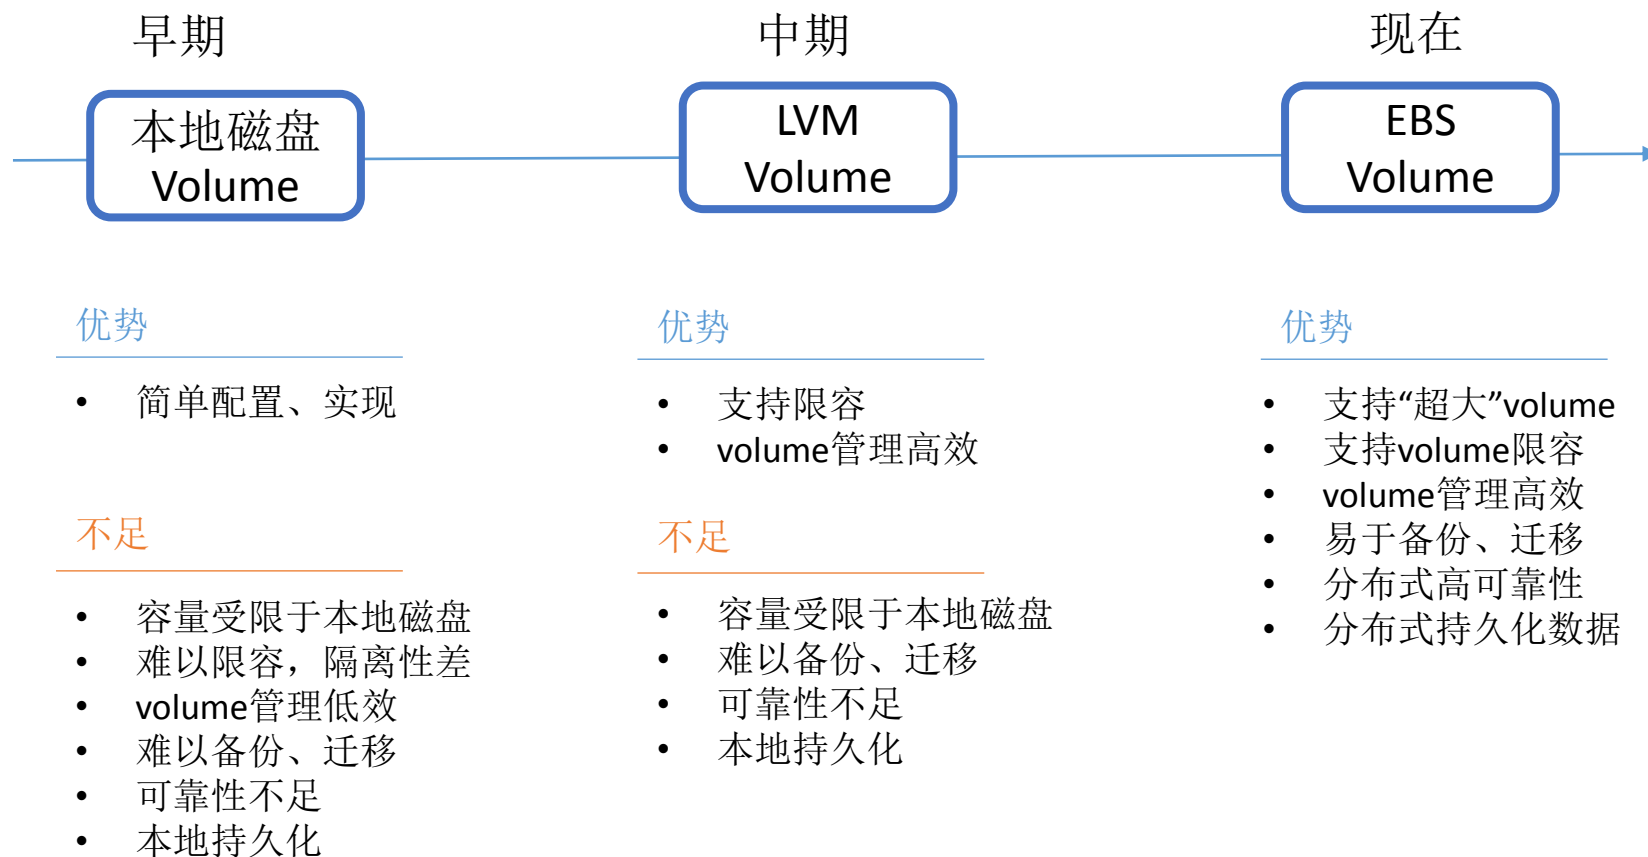 早期
本地磁盘
Volume
优势
• 简单配置、实现
不足
• 容量受限于本地磁盘
• 难以限容，隔离性差
• volume管理低效
• 难以备份、迁移
• 可靠性不足
• 本地持久化
中期
LVM
Volume
优势
• 支持限容
• volume管理高效
不足
• 容量受限于本地磁盘
• 难以备份、迁移
• 可靠性不足
• 本地持久化
现在
EBS
Volume
优势
• 支持“超大”volume
• 支持volume限容
• volume管理高效
• 易于备份、迁移
• 分布式高可靠性
• 分布式持久化数据